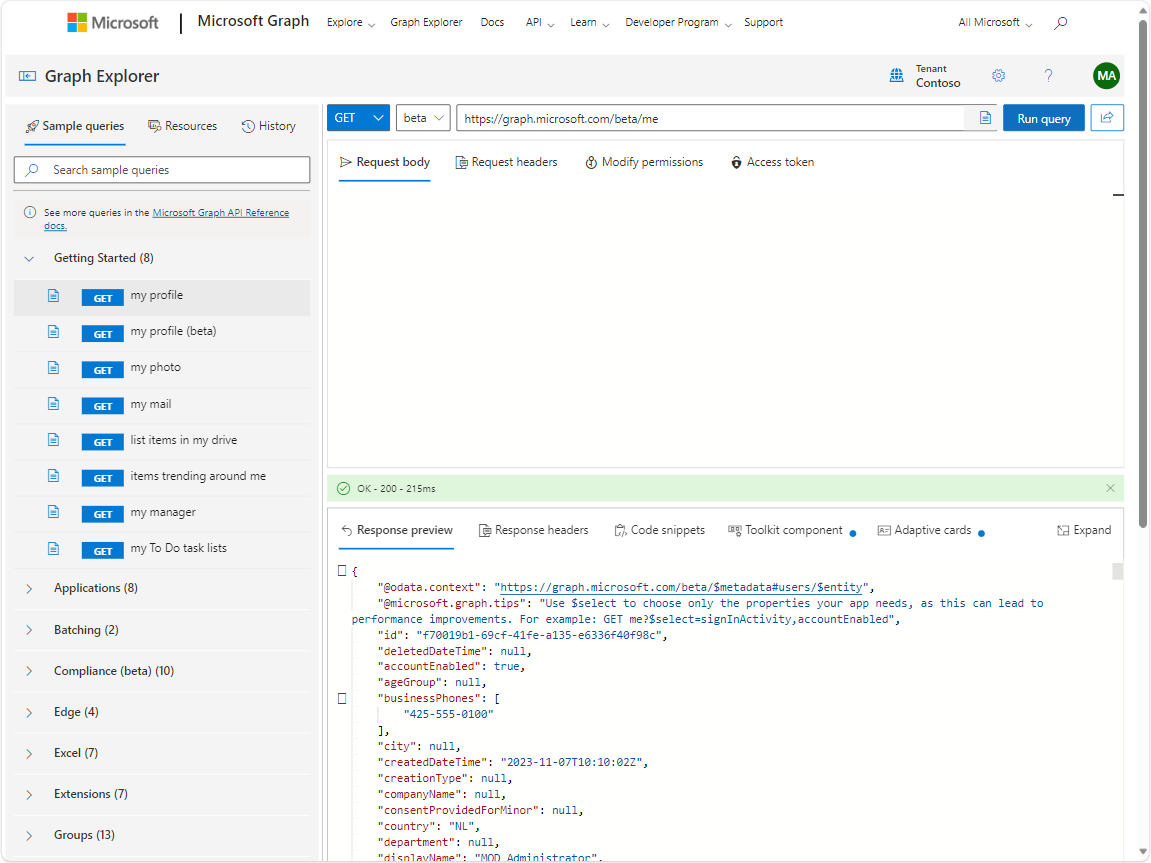 Microsoft
Microsoft Graph
Explore
Graph Explorer
Docs
API
Learn
Developer Program
Support
All Microsoft
Graph Explorer
Tenant
Contoso
?
MA
Sample queries
Resources
History
Search sample queries
See more queries in the Microsoft Graph API Reference
docs.
Getting Started (8)
GET my profile
GET my profile (beta)
GET my photo
GET my mail
GET list items in my drive
GET items trending around me
GET my manager
GET my To Do task lists
Applications (8)
Batching (2)
Compliance (beta) (10)
Edge (4)
Excel (7)
Extensions (7)
Groups (13)
GET
beta
https://graph.microsoft.com/beta/me
Run query
Request body
Request headers
Modify permissions
Access token
OK - 200 - 215ms
Response preview
Response headers
Code snippets
Toolkit component
Adaptive cards
Expand
{
"@odata.context": "https://graph.microsoft.com/beta/$metadata#users/$entity",
"@microsoft.graph.tips": "Use $select to choose only the properties your app needs, as this can lead to
performance improvements. For example: GET me?$select=signInActivity,accountEnabled",
"id": "f70019b1-69cf-41fe-a135-e6336f40f98c",
"deletedDateTime": null,
"accountEnabled": true,
"ageGroup": null,
"businessPhones": [
"425-555-0100"
],
"city": null,
"createdDateTime": "2023-11-07T10:10:02Z",
"creationType": null,
"companyName": null,
"consentProvidedForMinor": null,
"country": "NL",
"department": null,
"displayName": "MOD Administrator",